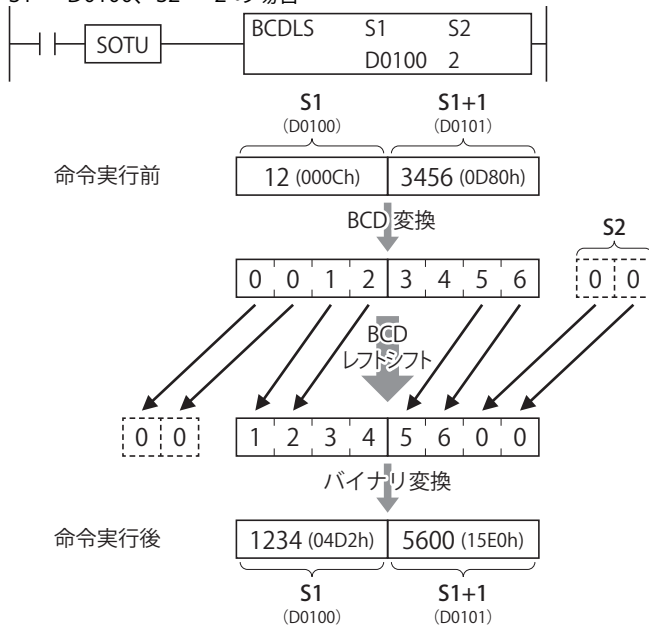 S1 = D0100、S2 = 2 の場合
BCDLS S1 S2
SOTU
D0100 2
S1 S1+1
(D0100) (D0101)
命令実行前 12 (000Ch) 3456 (0D80h)
BCD 変換
S2
0 0 1 2 3 4 5 6 0 0
BCD
レフトシフト
0 0 1 2 3 4 5 6 0 0
バイナリ変換
命令実行後 1234 (04D2h) 5600 (15E0h)
S1 S1+1
(D0100) (D0101)